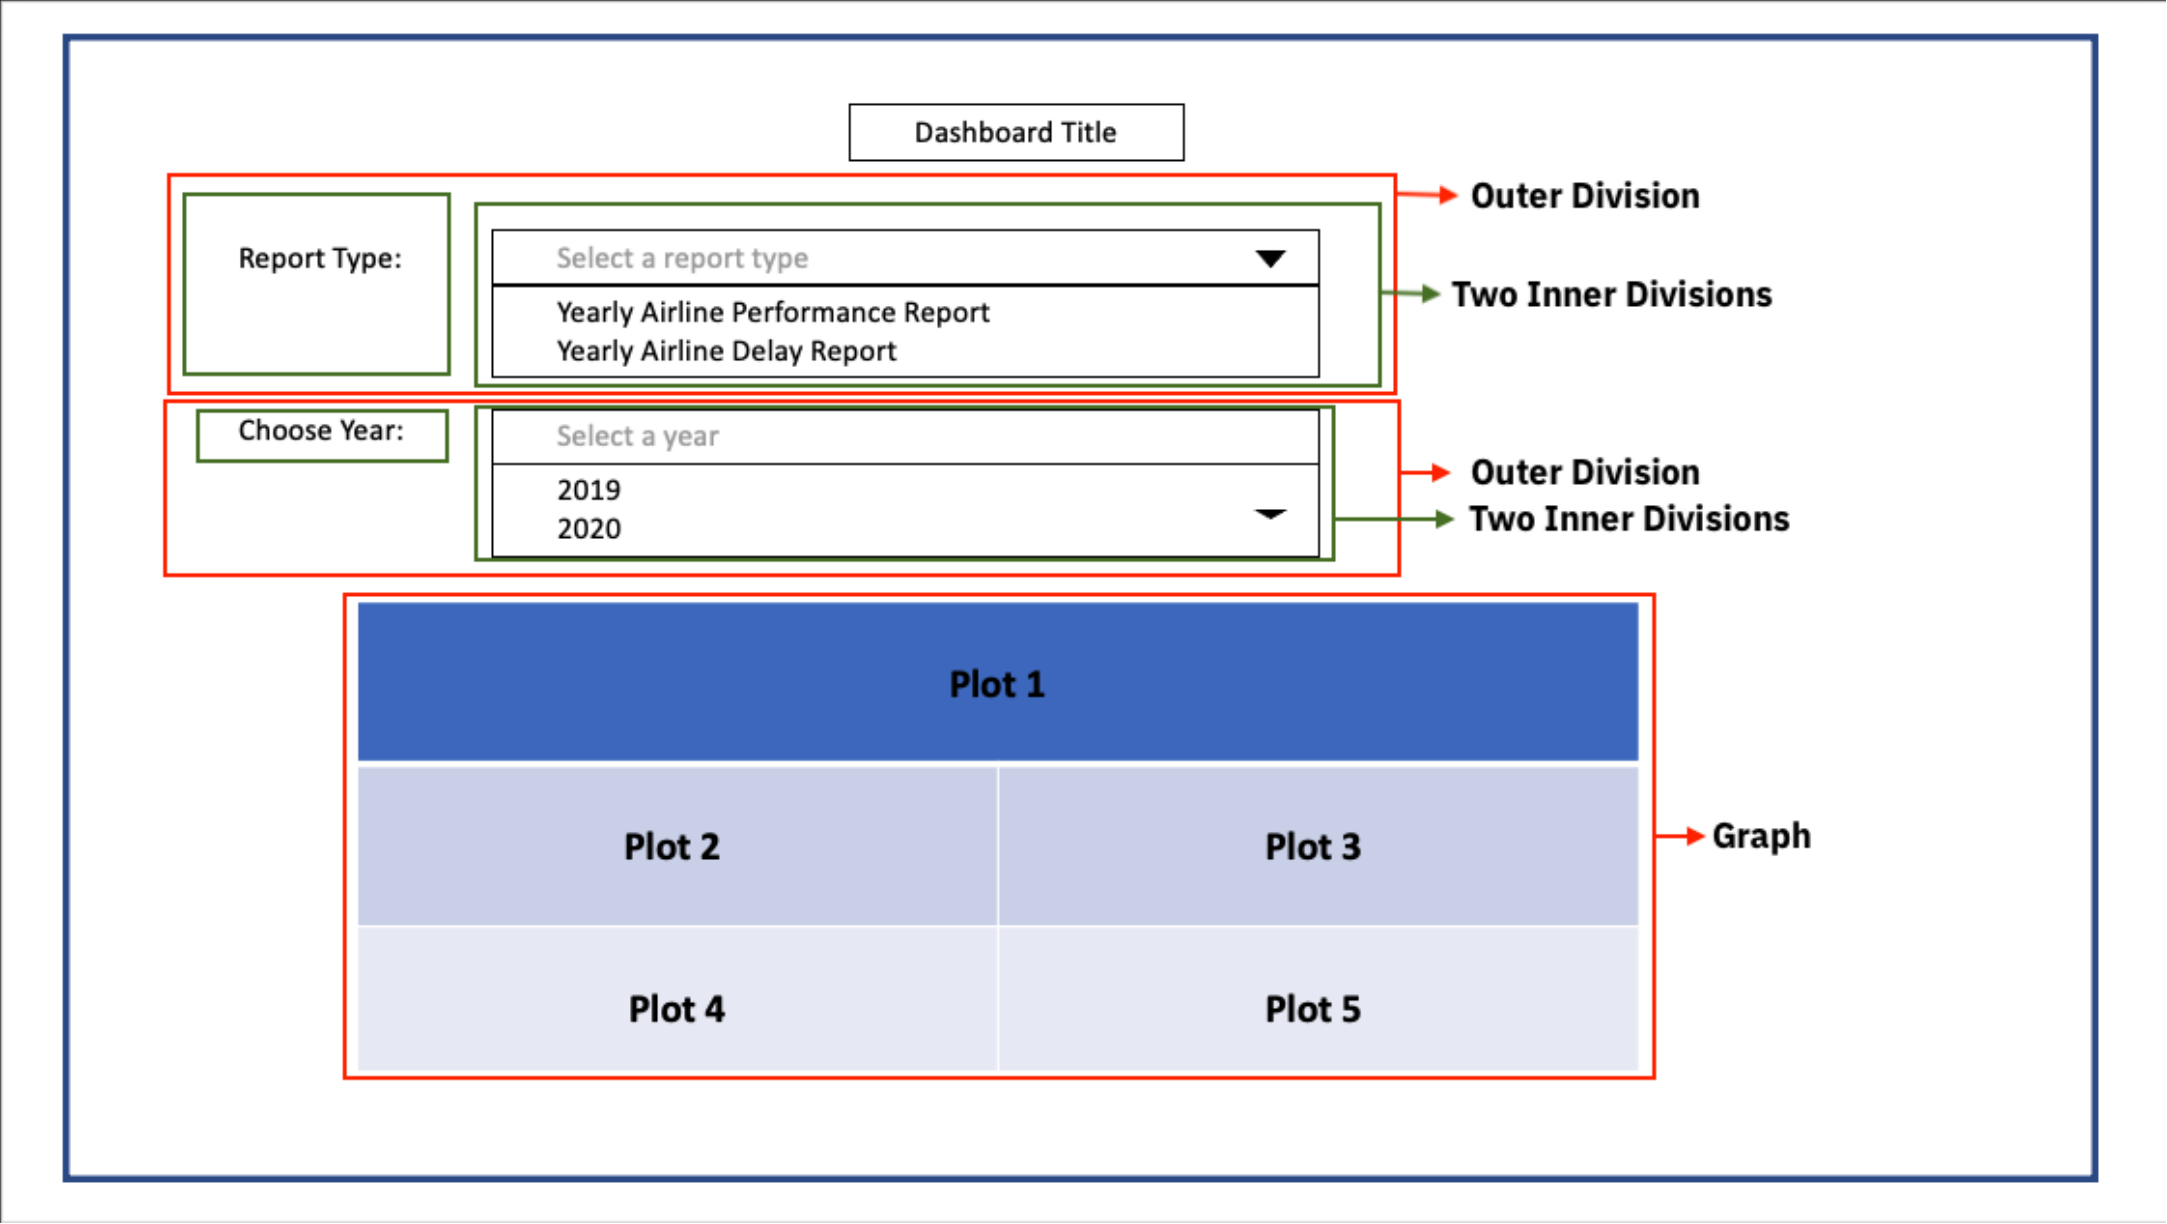 Dashboard Title
Outer Division
Report Type:
Select a report type
Two Inner Divisions
Yearly Airline Performance Report
Yearly Airline Delay Report
Choose Year:
Select a year
Outer Division
2019
Two Inner Divisions
2020
Plot 1
Plot 2
Plot 3
Graph
Plot 4
Plot 5